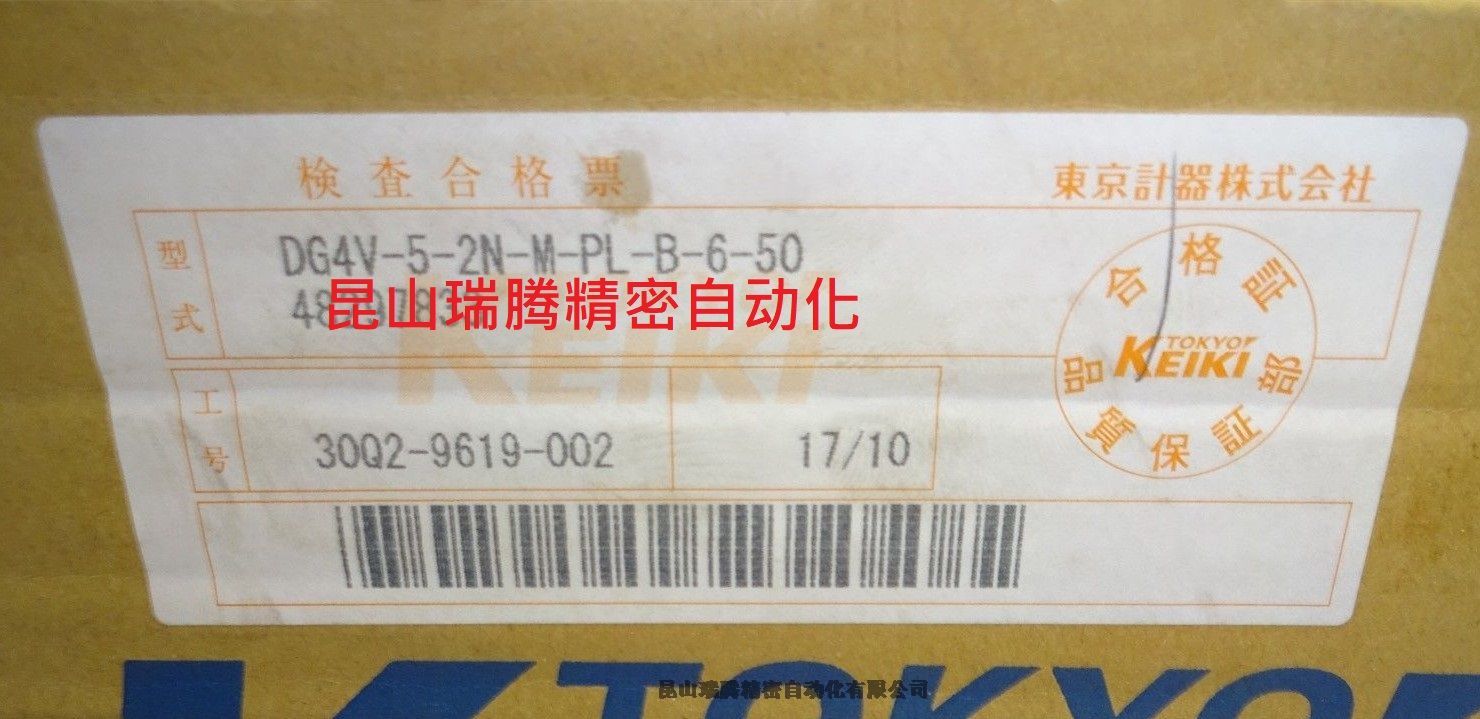 検査合格票
東京計器株式会社
型式
DG4V-5-2N-M-PL-B-6-50
昆山瑞腾精密自动化
KEIKI
工号
30Q2-9619-002
17/10
合格証
TOKYO
KEIKI
品質保証部
TOKYO
昆山瑞腾精密自动化有限公司